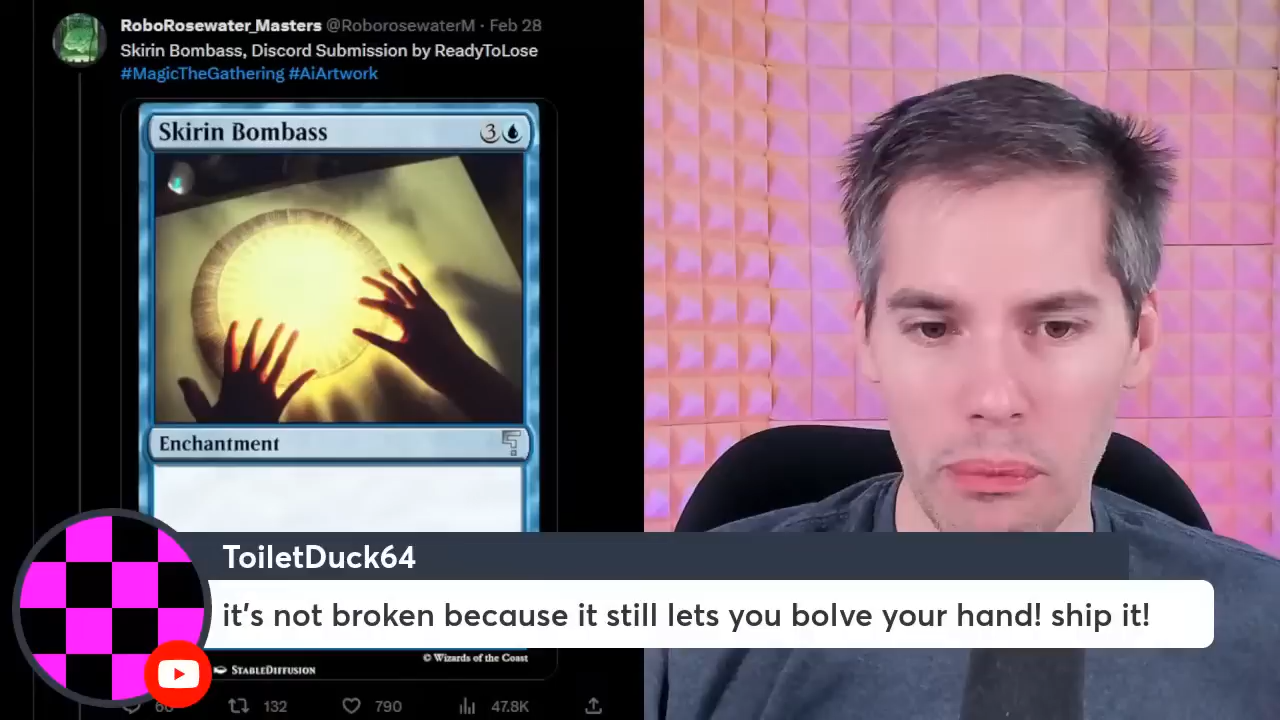 RoboRosewater_Masters @RoborosewaterM · Feb 28
Skirin Bombass, Discord Submission by ReadyToLose
#MagicTheGathering #AiArtwork
Skirin Bombass 3
Enchantment
ToiletDuck64
it's not broken because it still lets you bolve your hand! ship it!
© Wizards of the Coast
StableDiffusion
132 790 47.8K